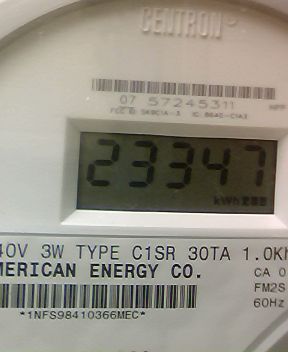 CENTRON
07 57245311
23347
kWh
40V 3W TYPE C1SR 30TA 1.0Kh
MERICAN ENERGY CO.
CA 0
FM2S
60Hz
*1NFS98410366MEC*